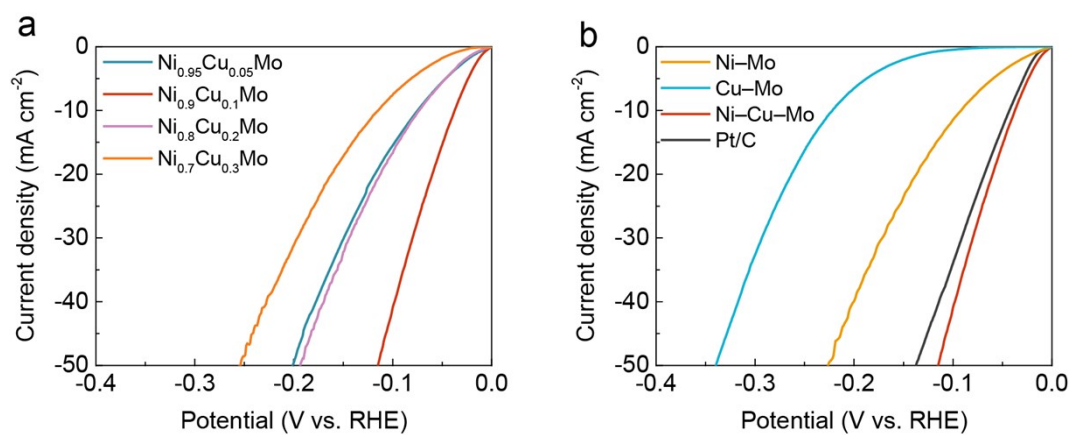 a
0
-10
-20
-30
-40
-50
-0.4
-0.3
-0.2
-0.1
0.0
Current density (mA cm⁻²)
Potential (V vs. RHE)
Ni₀.₉₅Cu₀.₀₅Mo
Ni₀.₉Cu₀.₁Mo
Ni₀.₈Cu₀.₂Mo
Ni₀.₇Cu₀.₃Mo
b
0
-10
-20
-30
-40
-50
-0.4
-0.3
-0.2
-0.1
0.0
Current density (mA cm⁻²)
Potential (V vs. RHE)
Ni–Mo
Cu–Mo
Ni–Cu–Mo
Pt/C